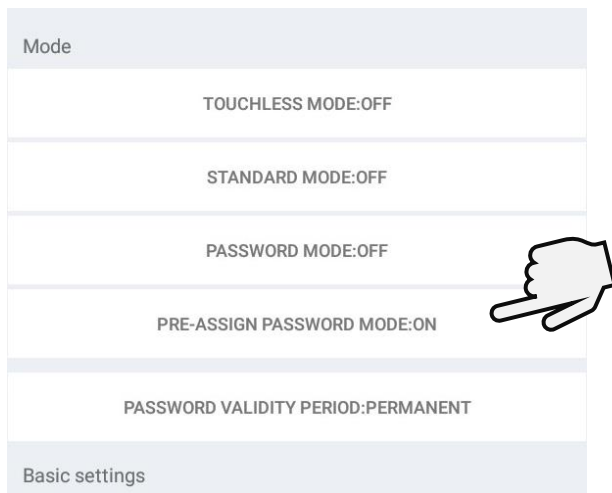 Mode
TOUCHLESS MODE:OFF
STANDARD MODE:OFF
PASSWORD MODE:OFF
PRE-ASSIGN PASSWORD MODE:ON
PASSWORD VALIDITY PERIOD:PERMANENT
Basic settings